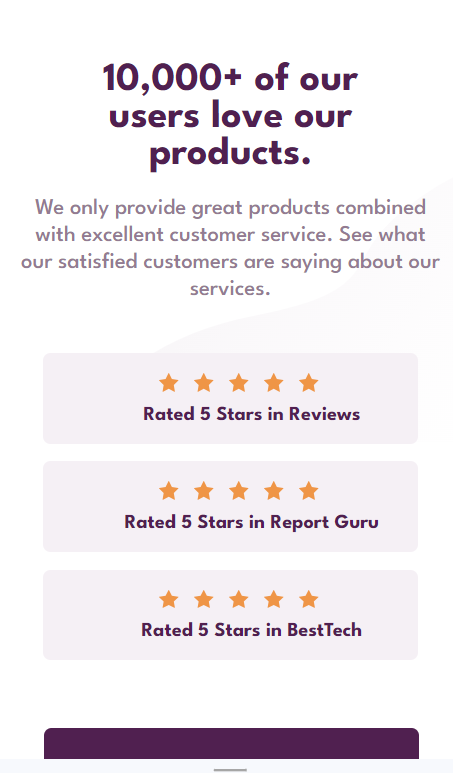 10,000+ of our
users love our
products.
We only provide great products combined
with excellent customer service. See what
our satisfied customers are saying about our
services.
Rated 5 Stars in Reviews
Rated 5 Stars in Report Guru
Rated 5 Stars in BestTech